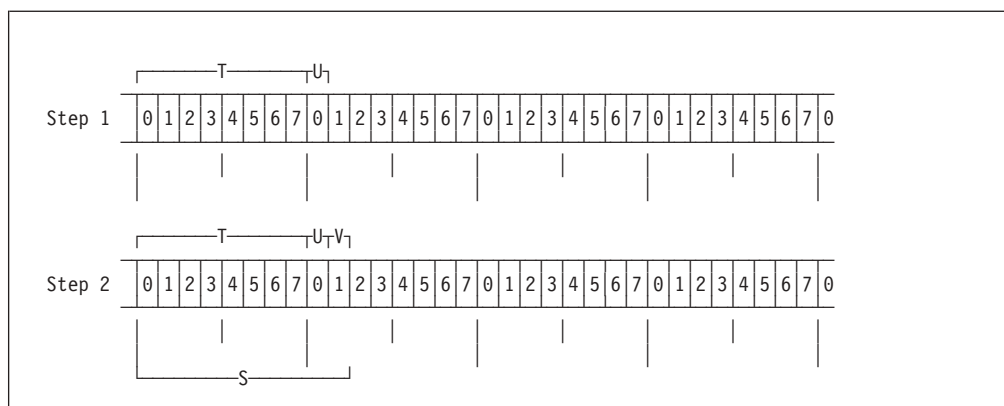 T U
Step 1 0 1 2 3 4 5 6 7 0 1 2 3 4 5 6 7 0 1 2 3 4 5 6 7 0 1 2 3 4 5 6 7 0
T U V
Step 2 0 1 2 3 4 5 6 7 0 1 2 3 4 5 6 7 0 1 2 3 4 5 6 7 0 1 2 3 4 5 6 7 0
S